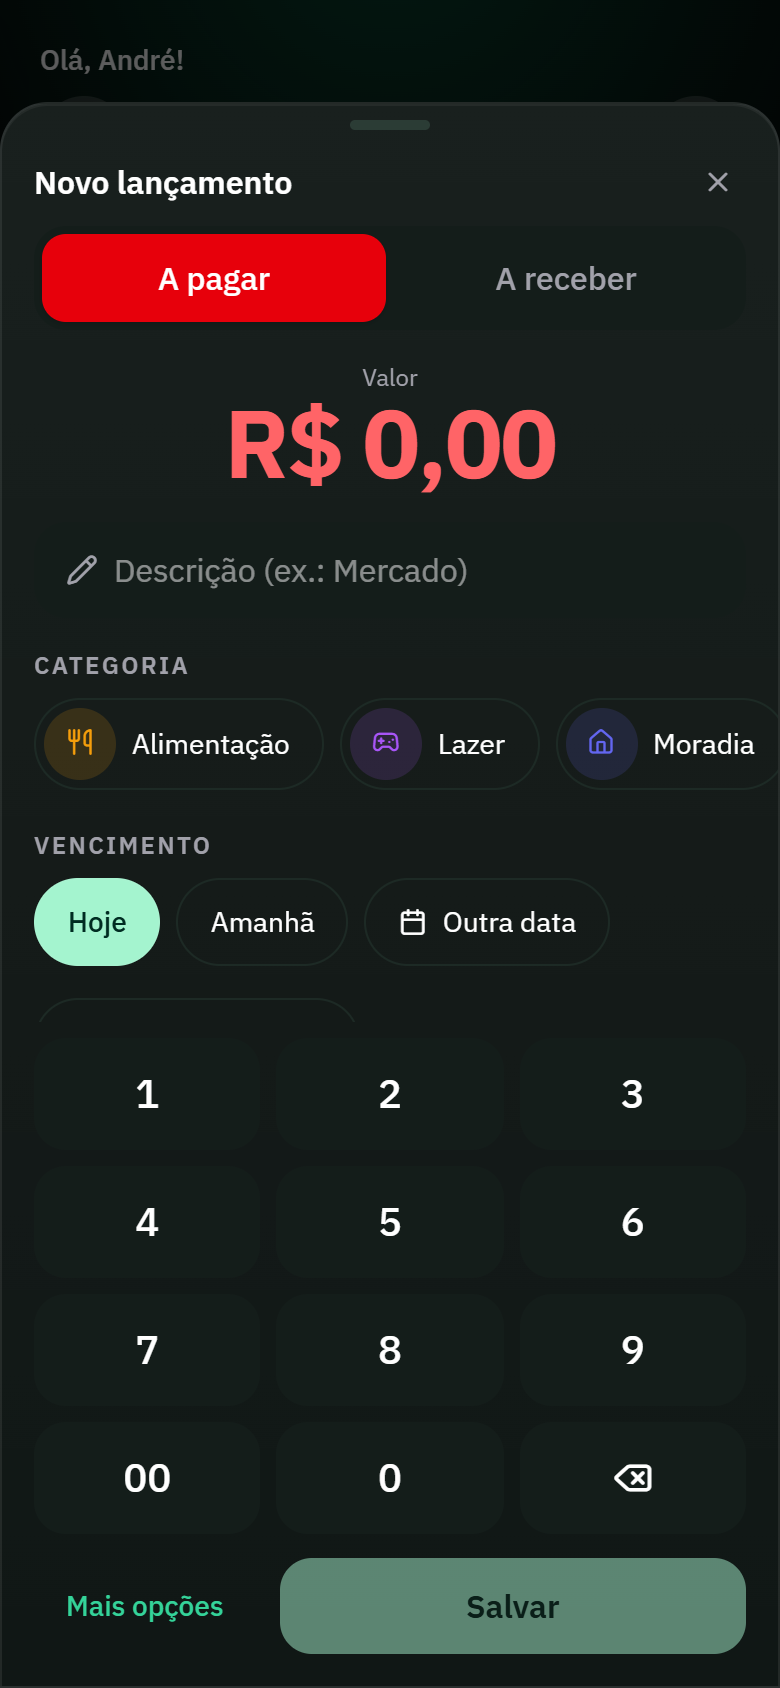 Olá, André!
Novo lançamento
A pagar
A receber
Valor
R$ 0,00
Descrição (ex.: Mercado)
CATEGORIA
Alimentação
Lazer
Moradia
VENCIMENTO
Hoje
Amanhã
Outra data
1
2
3
4
5
6
7
8
9
00
0
Mais opções
Salvar